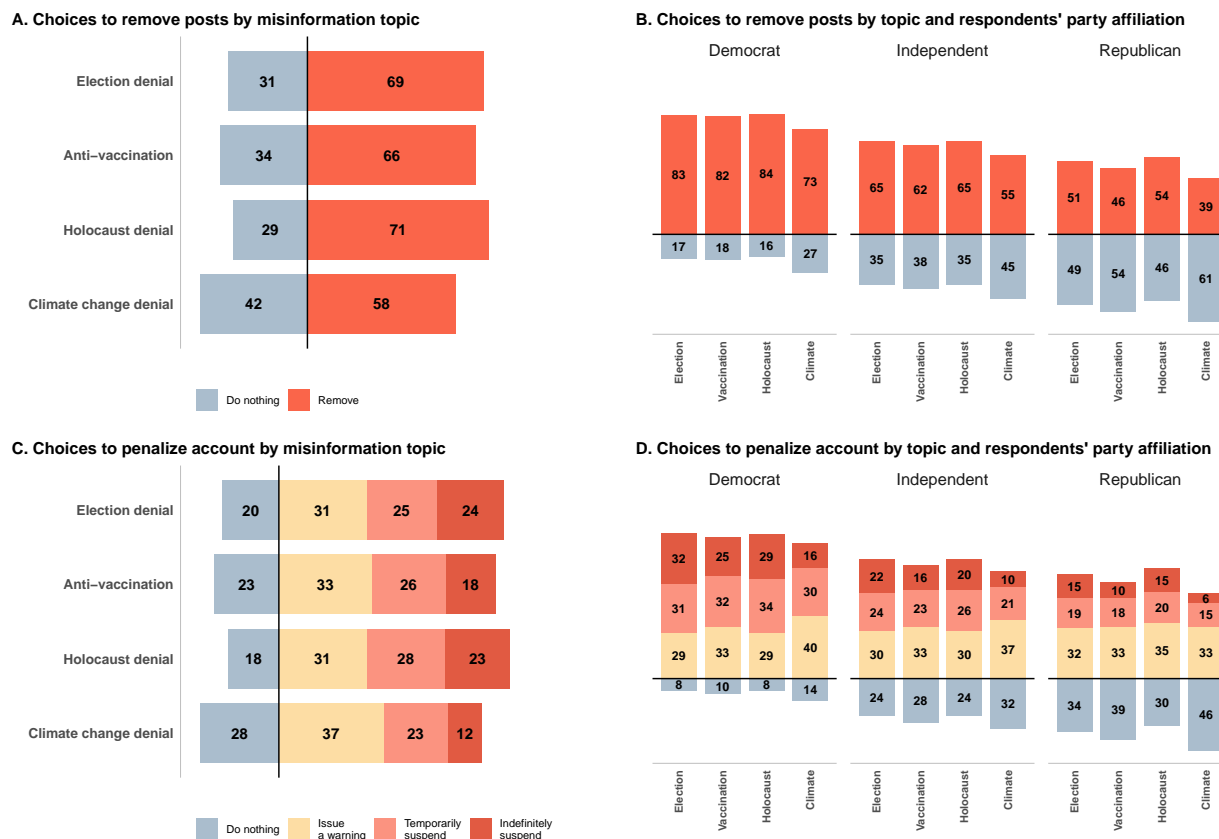 A. Choices to remove posts by misinformation topic
Election denial
31
69
Anti−vaccination
34
66
Holocaust denial
29
71
Climate change denial
42
58
Do nothing
Remove
B. Choices to remove posts by topic and respondents' party affiliation
Democrat
Independent
Republican
83
82
84
73
17
18
16
27
65
62
65
55
35
38
35
45
51
46
54
39
49
54
46
61
Election
Vaccination
Holocaust
Climate
Election
Vaccination
Holocaust
Climate
Election
Vaccination
Holocaust
Climate
C. Choices to penalize account by misinformation topic
Election denial
20
31
25
24
Anti−vaccination
23
33
26
18
Holocaust denial
18
31
28
23
Climate change denial
28
37
23
12
Do nothing
Issue
a warning
Temporarily
suspend
Indefinitely
suspend
D. Choices to penalize account by topic and respondents' party affiliation
Democrat
Independent
Republican
32
25
29
16
31
32
34
30
29
33
29
40
8
10
8
14
22
16
20
10
24
23
26
21
30
33
30
37
24
28
24
32
15
10
15
6
19
18
20
15
32
33
35
33
34
39
30
46
Election
Vaccination
Holocaust
Climate
Election
Vaccination
Holocaust
Climate
Election
Vaccination
Holocaust
Climate